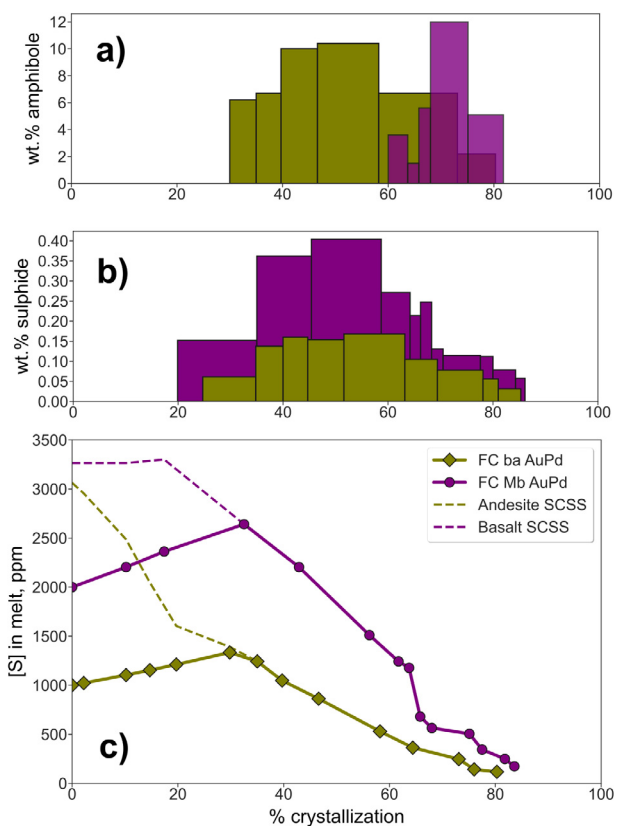 a)
wt.% amphibole
12
10
8
6
4
2
0
0 20 40 60 80 100
b)
wt.% sulphide
0.40
0.35
0.30
0.25
0.20
0.15
0.10
0.05
0.00
0 20 40 60 80 100
c)
[S] in melt, ppm
3500
3000
2500
2000
1500
1000
500
0
FC ba AuPd
FC Mb AuPd
Andesite SCSS
Basalt SCSS
0 20 40 60 80 100
% crystallization